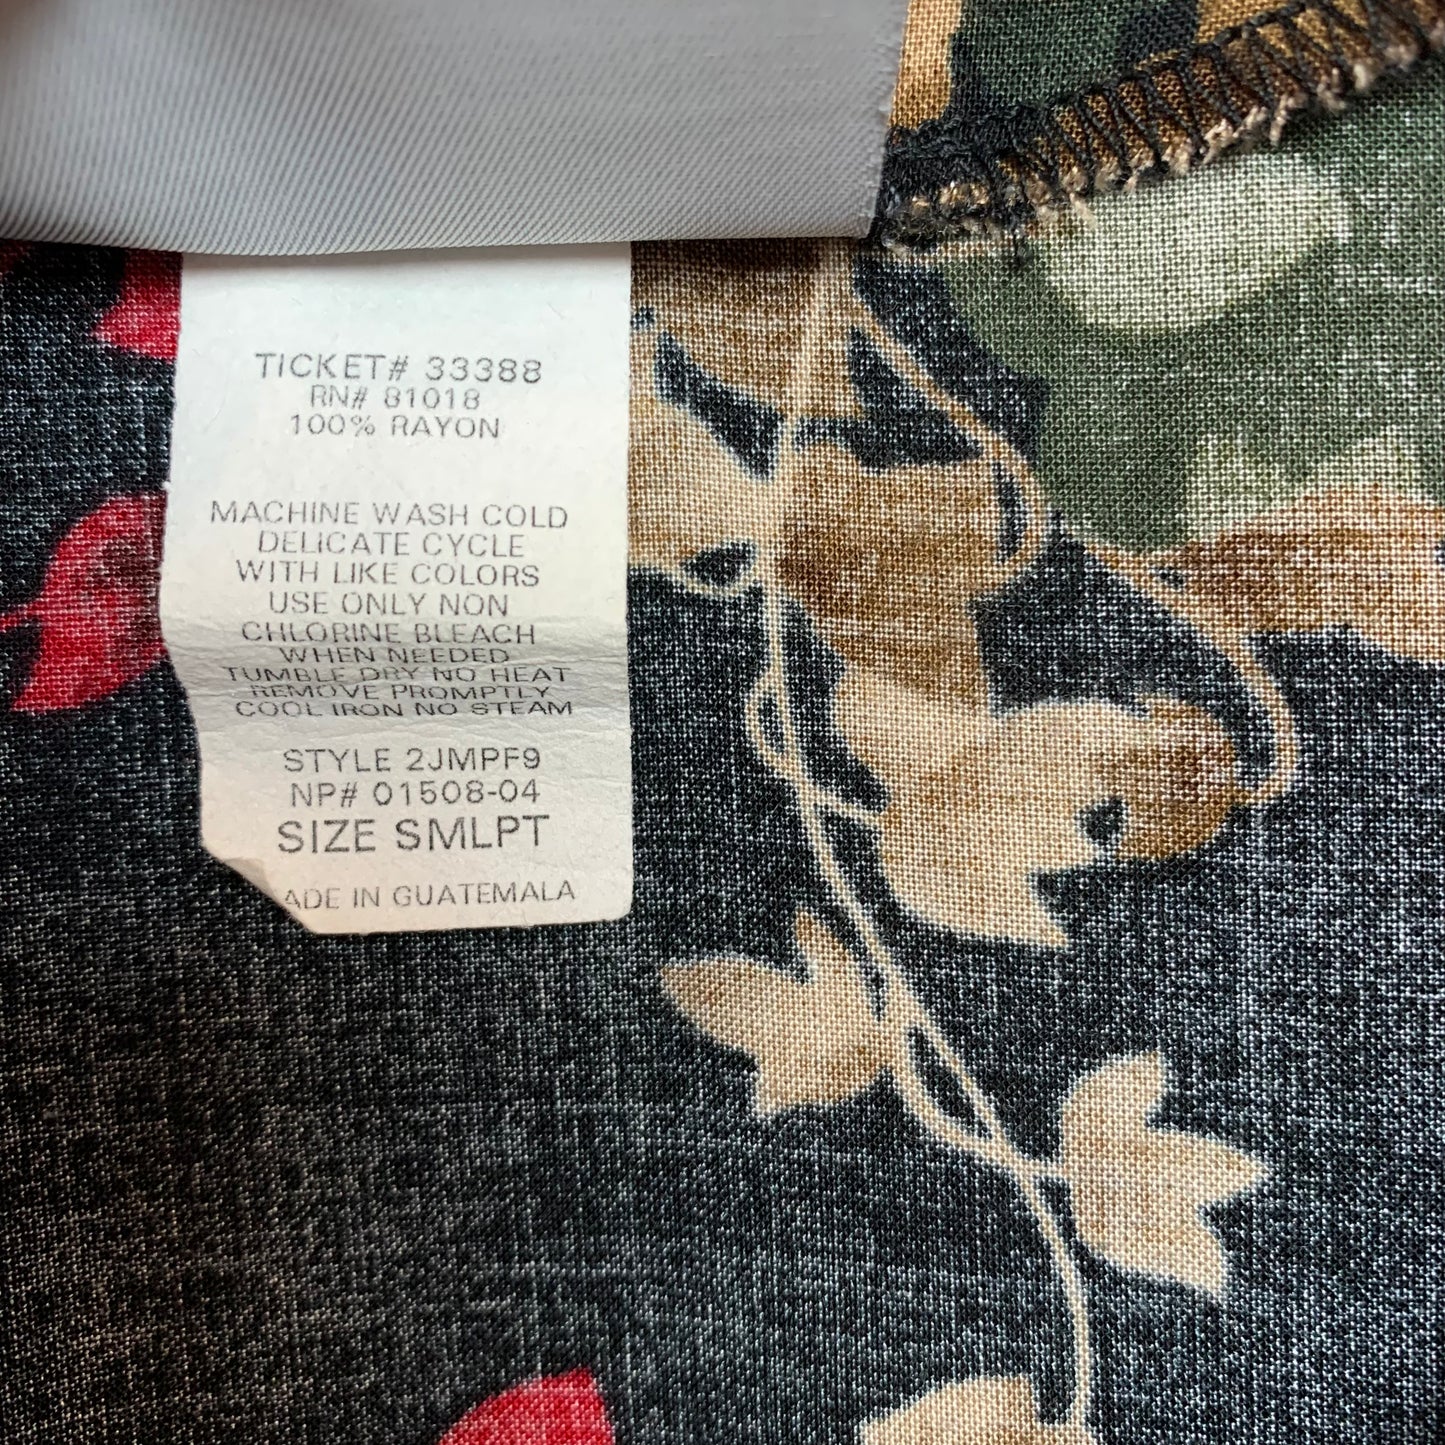 TICKET# 33388
RN# 81018
100% RAYON
MACHINE WASH COLD
DELICATE CYCLE
WITH LIKE COLORS
USE ONLY NON
CHLORINE BLEACH
WHEN NEEDED
TUMBLE DRY NO HEAT
REMOVE PROMPTLY
COOL IRON NO STEAM
STYLE 2JMPF9
NP# 01508-04
SIZE SMLPT
ADE IN GUATEMALA